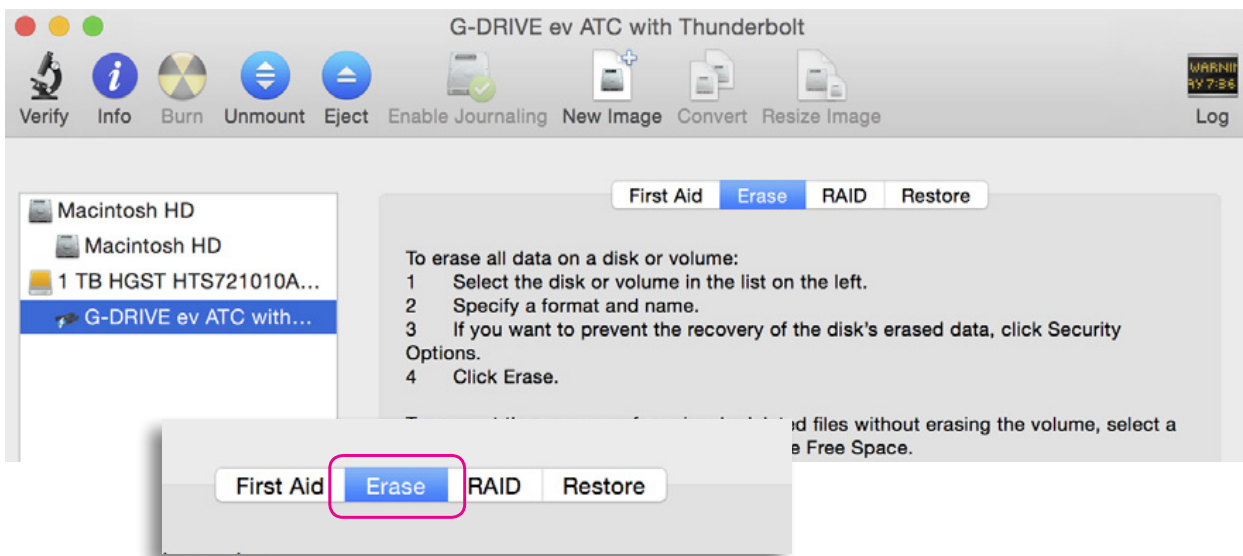 G-DRIVE ev ATC with Thunderbolt
Verify Info Burn Unmount Eject Enable Journaling New Image Convert Resize Image Log
WARNIN
AY 7:86
First Aid Erase RAID Restore
Macintosh HD
Macintosh HD
1 TB HGST HTS721010A...
G-DRIVE ev ATC with...
To erase all data on a disk or volume:
1 Select the disk or volume in the list on the left.
2 Specify a format and name.
3 If you want to prevent the recovery of the disk's erased data, click Security
Options.
4 Click Erase.
files without erasing the volume, select a
Free Space.
First Aid Erase RAID Restore